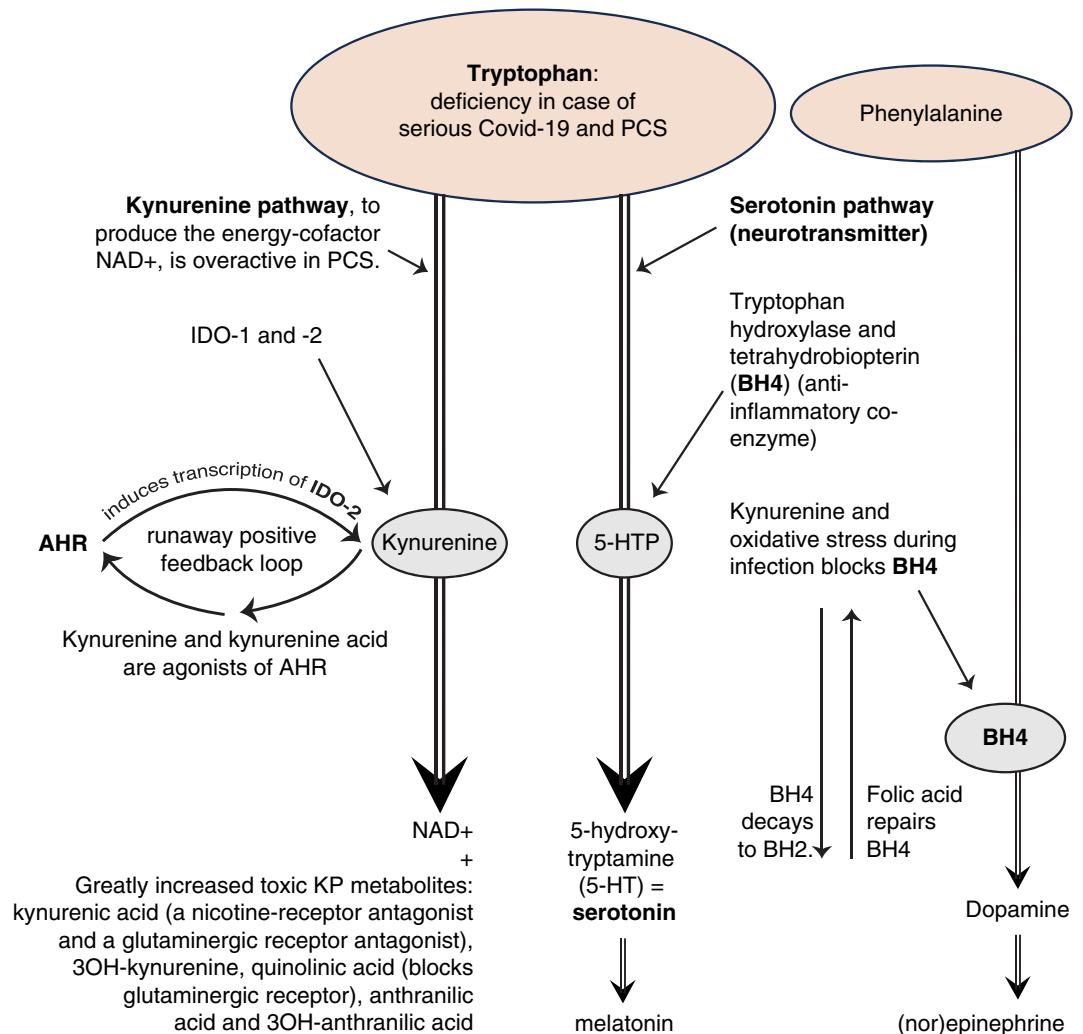 Tryptophan:
deficiency in case of
serious Covid-19 and PCS
Phenylalanine
Kynurenine pathway, to
produce the energy-cofactor
NAD+, is overactive in PCS.
Serotonin pathway
(neurotransmitter)
IDO-1 and -2
Tryptophan
hydroxylase and
tetrahydrobiopterin
(BH4) (anti-
inflammatory co-
enzyme)
induces transcription of IDO-2
AHR
runaway positive
feedback loop
Kynurenine
5-HTP
Kynurenine and
oxidative stress during
infection blocks BH4
Kynurenine and kynurenine acid
are agonists of AHR
BH4
BH4
decays
to BH2.
Folic acid
repairs
BH4
NAD+
+
Greatly increased toxic KP metabolites:
kynurenic acid (a nicotine-receptor antagonist
and a glutaminergic receptor antagonist),
3OH-kynurenine, quinolinic acid (blocks
glutaminergic receptor), anthranilic
acid and 3OH-anthranilic acid
5-hydroxy-
tryptamine
(5-HT) =
serotonin
melatonin
Dopamine
(nor)epinephrine